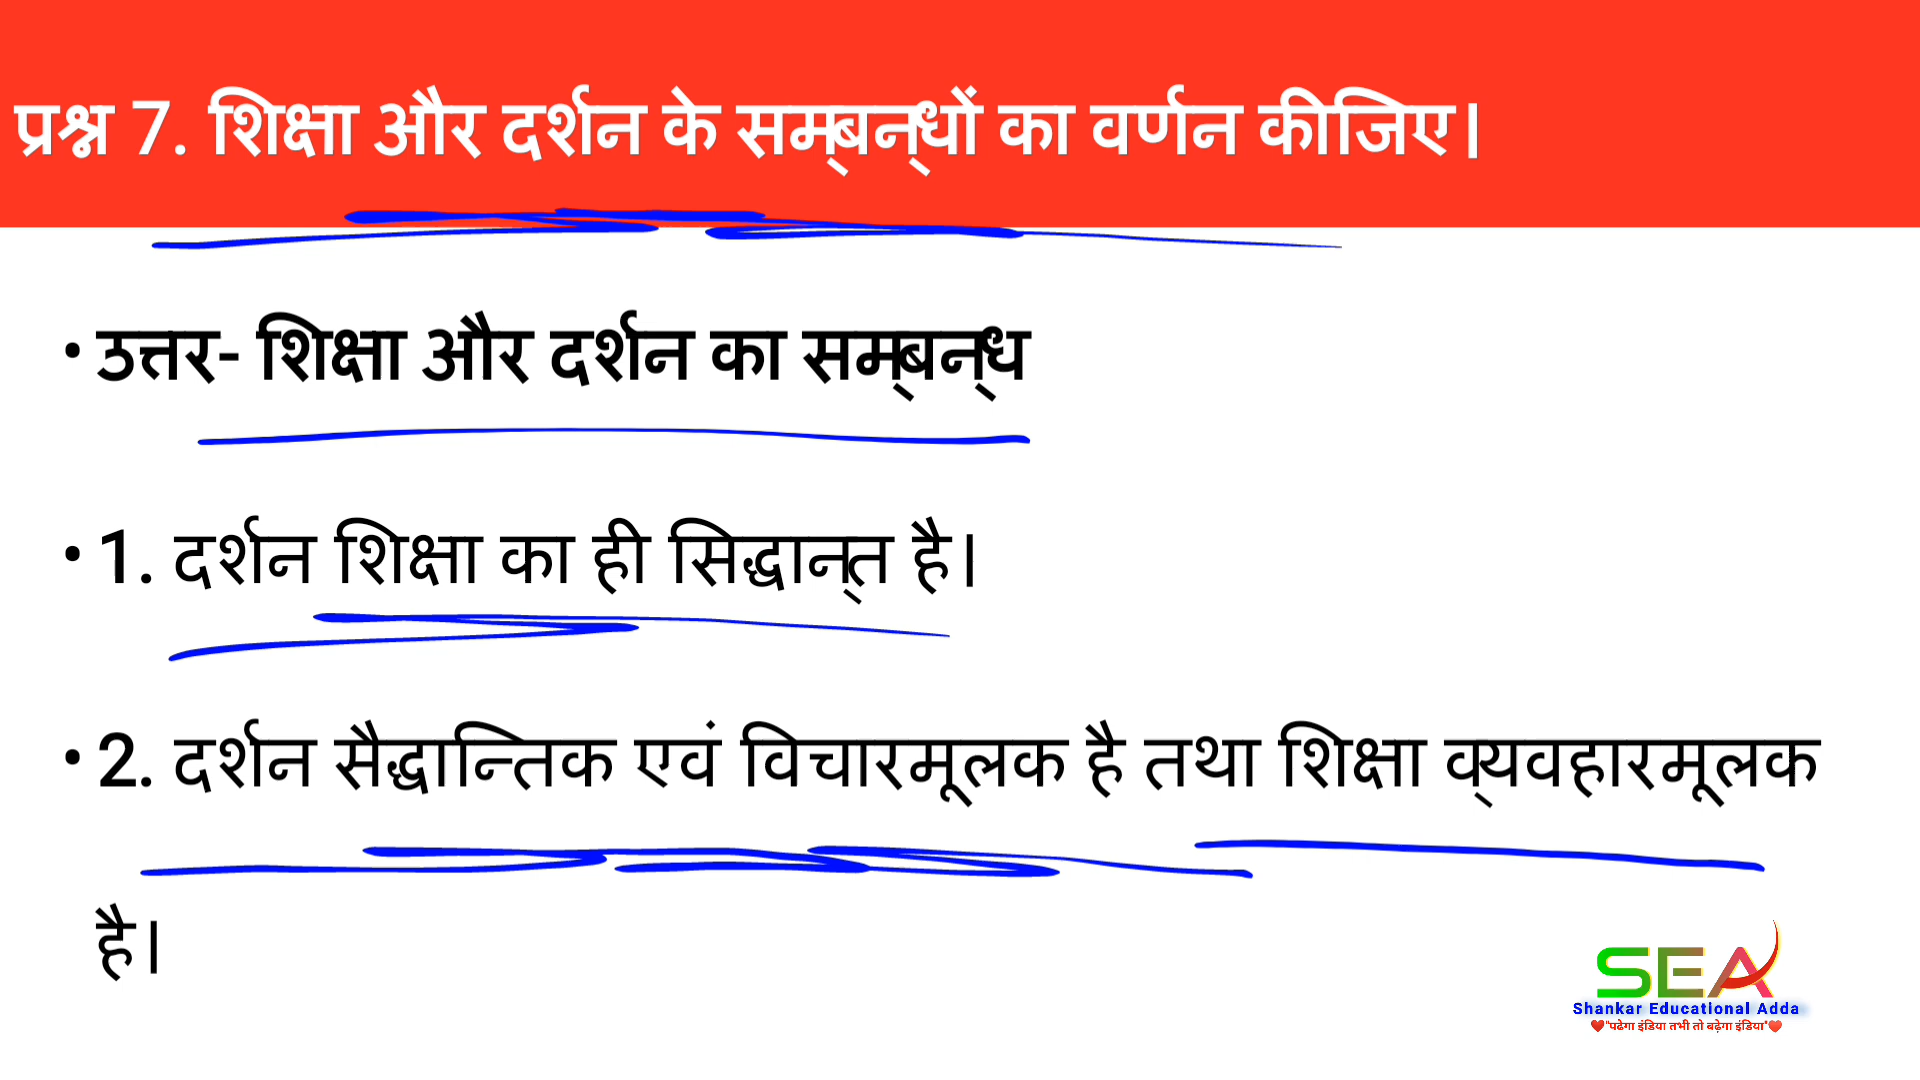 प्रश्न 7. शिक्षा और दर्शन के सम्बन्धों का वर्णन कीजिए।
• उत्तर- शिक्षा और दर्शन का सम्बन्ध
• 1. दर्शन शिक्षा का ही सिद्धान्त है।
• 2. दर्शन सैद्धान्तिक एवं विचारमूलक है तथा शिक्षा व्यवहारमूलक
है।
SEA
Shankar Educational Adda
❤️"पढेगा इंडिया तभी तो बढ़ेगा इंडिया"❤️